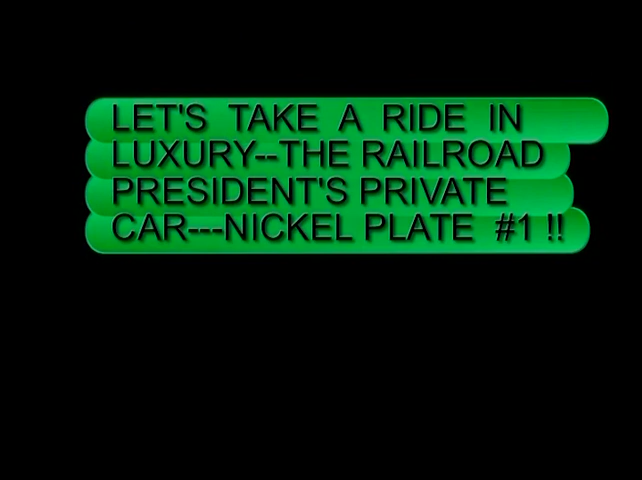 LET'S TAKE A RIDE IN
LUXURY--THE RAILROAD
PRESIDENT'S PRIVATE
CAR---NICKEL PLATE #1 !!